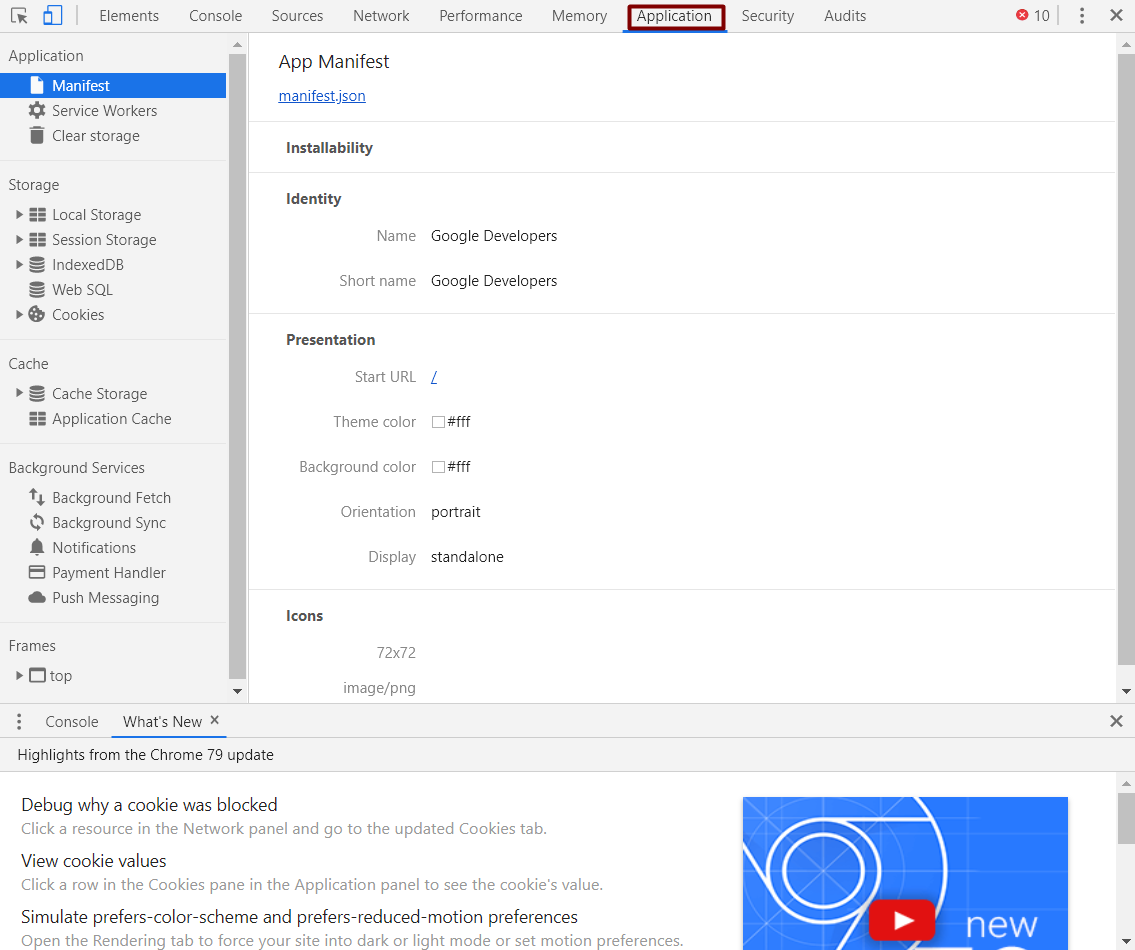 Elements Console Sources Network Performance Memory Application Security Audits 10
Application
Manifest
Service Workers
Clear storage
Storage
Local Storage
Session Storage
IndexedDB
Web SQL
Cookies
Cache
Cache Storage
Application Cache
Background Services
Background Fetch
Background Sync
Notifications
Payment Handler
Push Messaging
Frames
top
App Manifest
manifest.json
Installability
Identity
Name Google Developers
Short name Google Developers
Presentation
Start URL /
Theme color #fff
Background color #fff
Orientation portrait
Display standalone
Icons
72x72
image/png
Console What's New
Highlights from the Chrome 79 update
Debug why a cookie was blocked
Click a resource in the Network panel and go to the updated Cookies tab.
View cookie values
Click a row in the Cookies pane in the Application panel to see the cookie's value.
Simulate prefers-color-scheme and prefers-reduced-motion preferences
Open the Rendering tab to force your site into dark or light mode or set motion preferences.
new